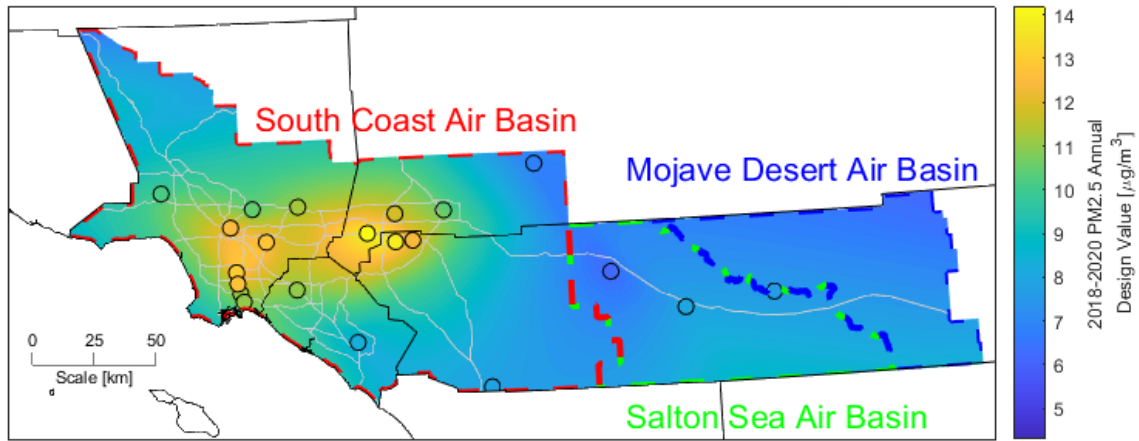 South Coast Air Basin
Mojave Desert Air Basin
Salton Sea Air Basin
0 25 50
Scale [km]
14
13
12
11
10
9
8
7
6
5
2018-2020 PM2.5 Annual
Design Value [μg/m³]